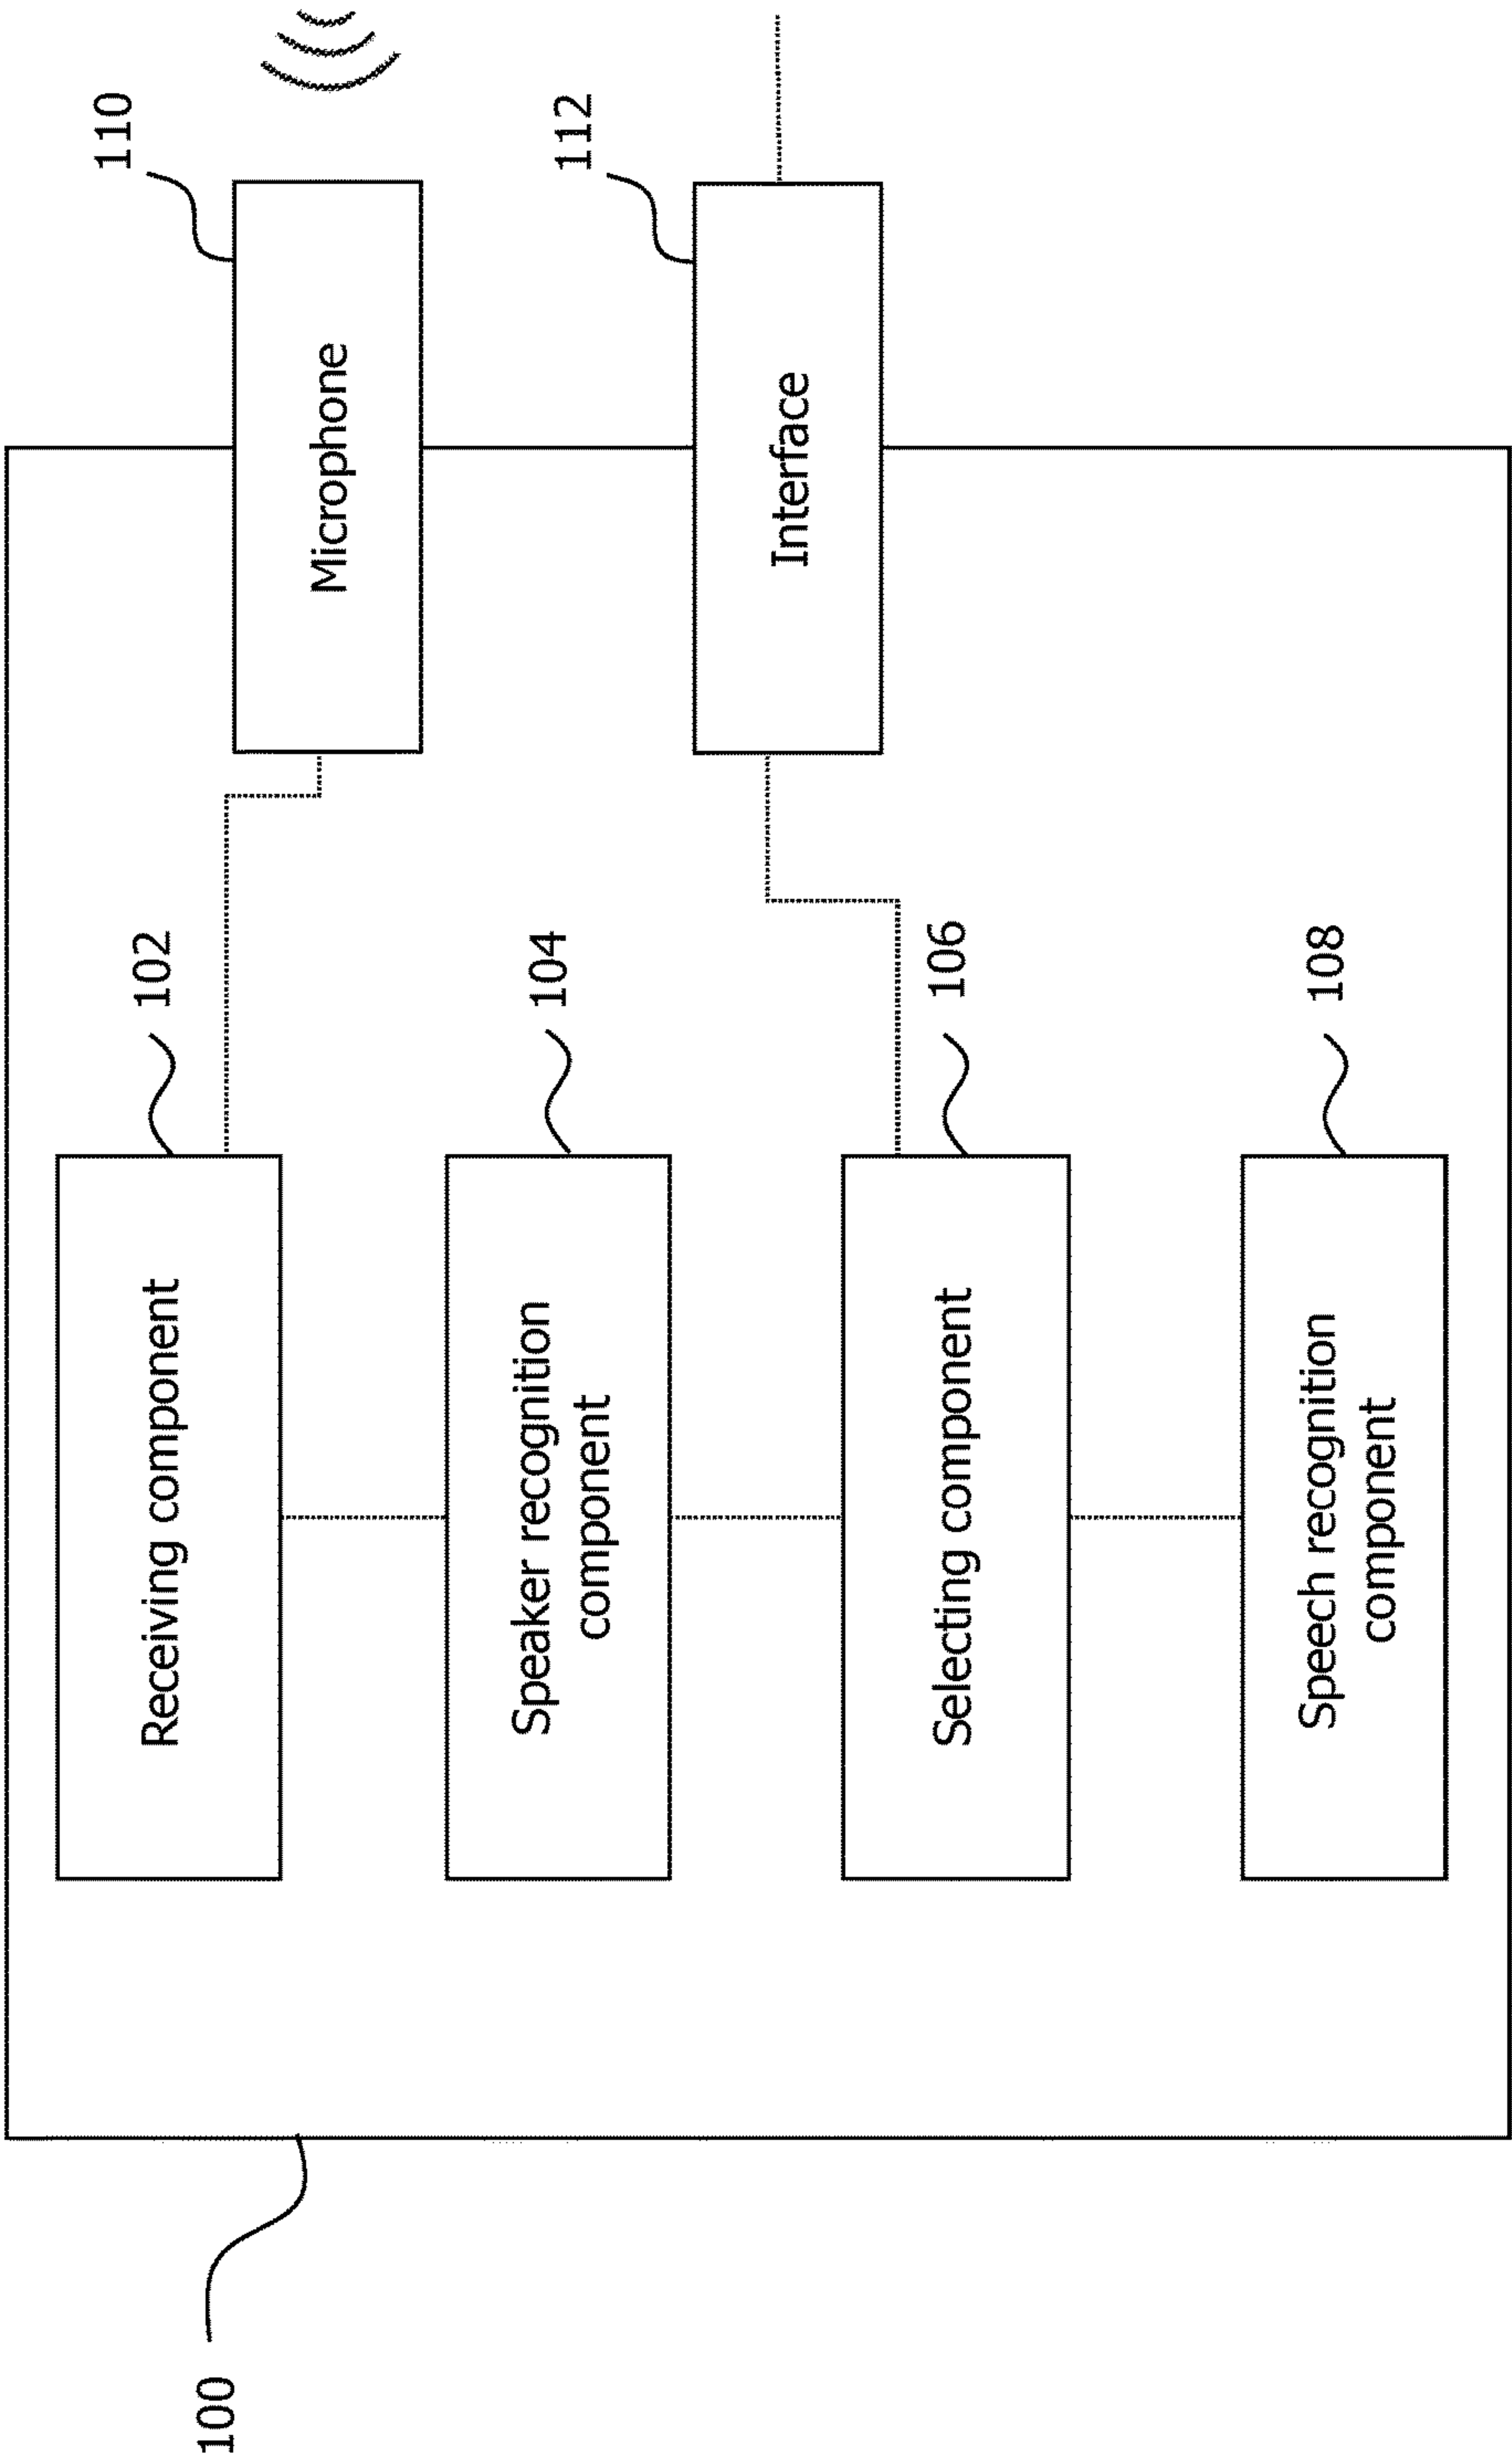 100
Receiving component
102
Speaker recognition
component
104
Selecting component
106
Speech recognition
component
108
Microphone
110
Interface
112